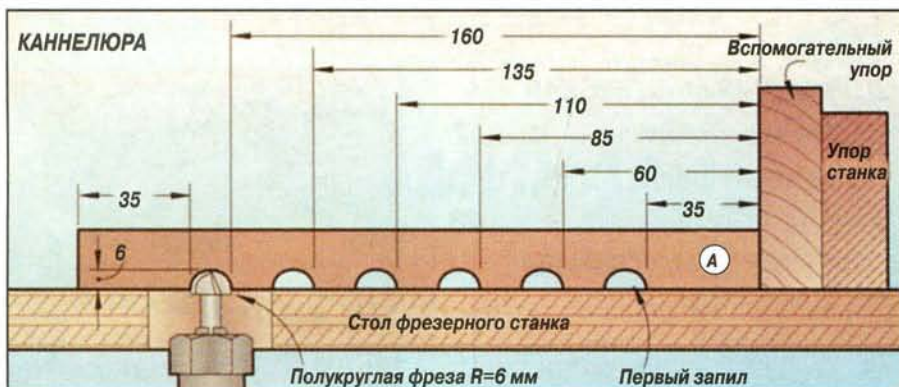 КАННЕЛЮРА
160
Вспомогательный
упор
135
110
85
Упор
станка
60
35
35
6
А
Стол фрезерного станка
Полукруглая фреза R=6 мм
Первый запил